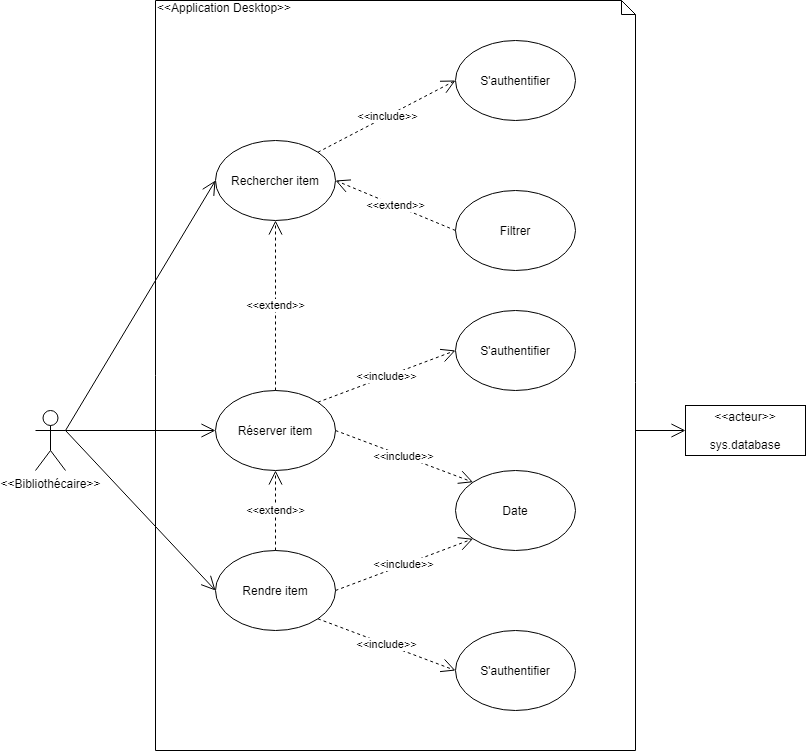 <<Application Desktop>>
S'authentifier
<<include>>
Rechercher item
<<extend>>
Filtrer
<<extend>>
S'authentifier
<<include>>
<<acteur>>
Réserver item
sys.database
<<include>>
<<Bibliothécaire>>
<<extend>>
Date
<<include>>
Rendre item
<<include>>
S'authentifier